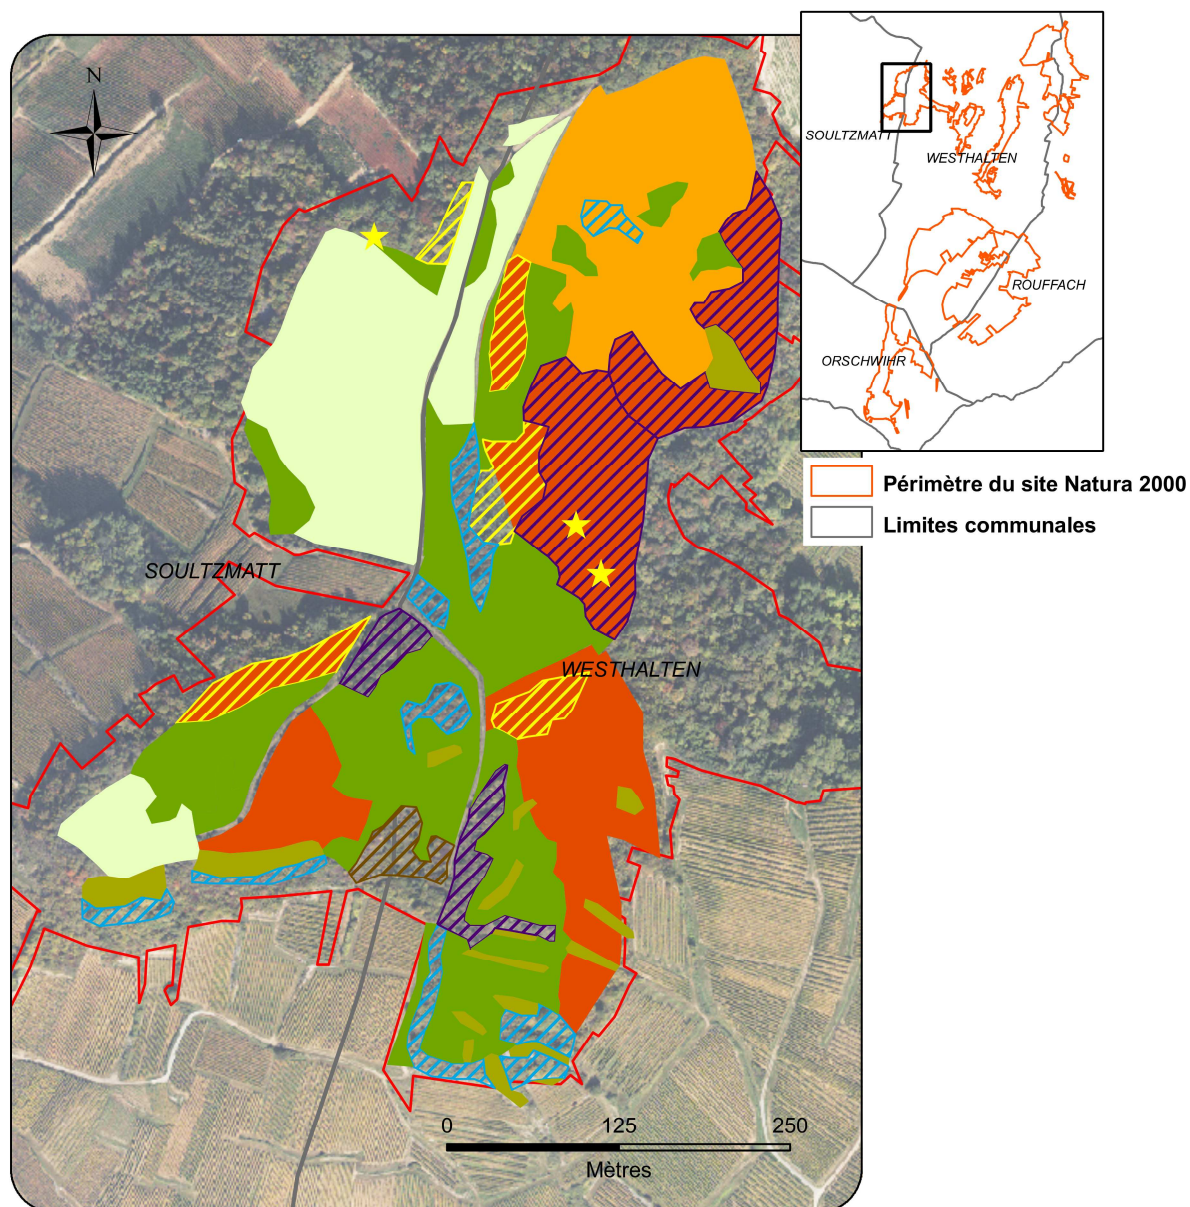 N
SOULTZMATT
WESTHALTEN
ROUFFACH
ORSCHWIHR
Périmètre du site Natura 2000
Limites communales
SOULTZMATT
WESTHALTEN
0 125 250
Mètres